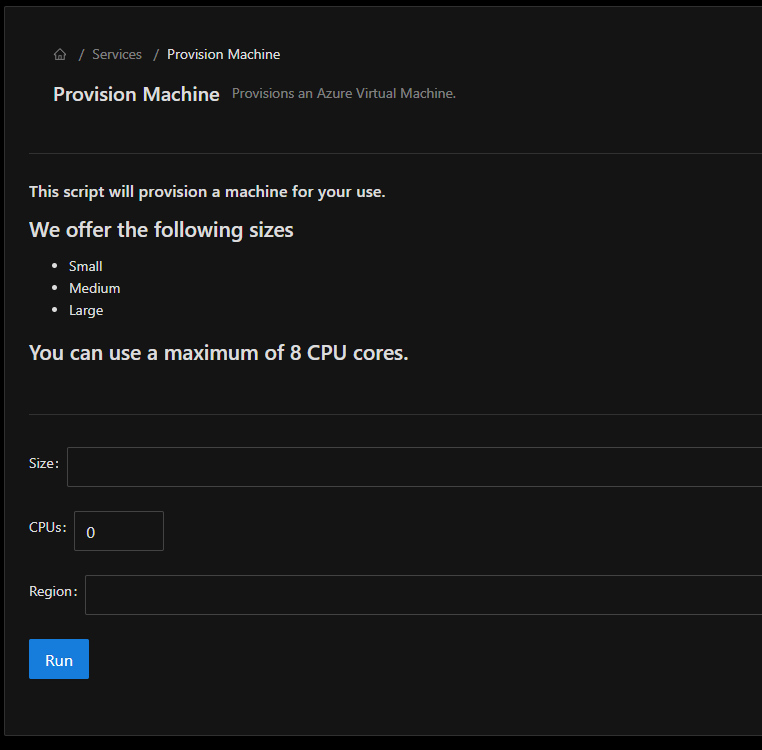 / Services / Provision Machine
Provision Machine Provisions an Azure Virtual Machine.
This script will provision a machine for your use.
We offer the following sizes
• Small
• Medium
• Large
You can use a maximum of 8 CPU cores.
Size:
CPUs: 0
Region:
Run